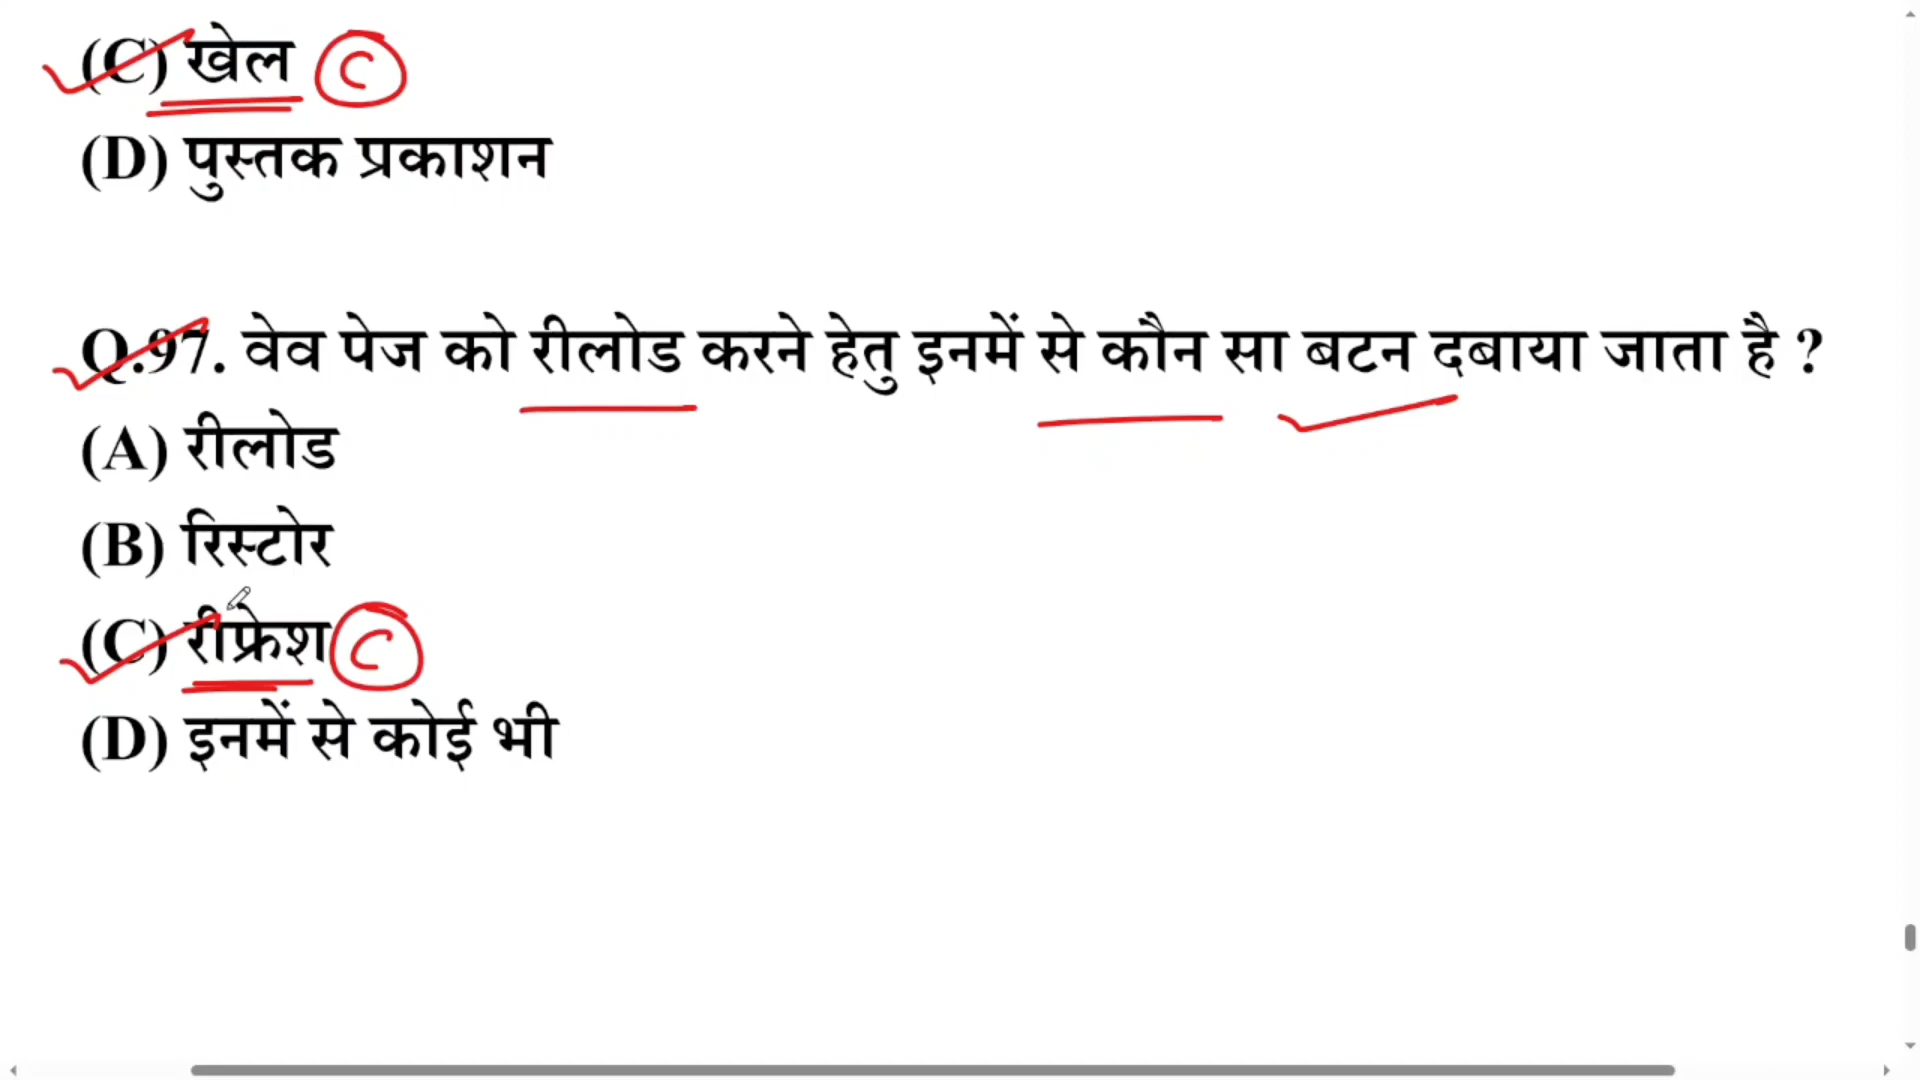 (C) खेल C
(D) पुस्तक प्रकाशन
Q.97. वेव पेज को रीलोड करने हेतु इनमें से कौन सा बटन दबाया जाता है ?
(A) रीलोड
(B) रिस्टोर
(C) रीफ्रेश C
(D) इनमें से कोई भी